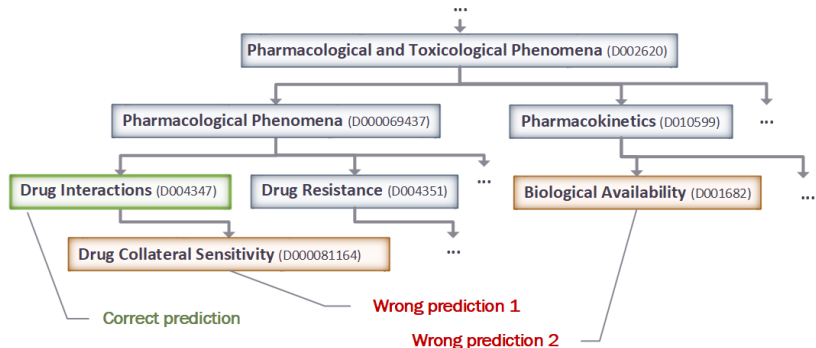 ...
Pharmacological and Toxicological Phenomena (D002620)
Pharmacological Phenomena (D000069437)
Pharmacokinetics (D010599)
...
Drug Interactions (D004347)
Drug Resistance (D004351)
...
Biological Availability (D001682)
...
Drug Collateral Sensitivity (D000081164)
...
Correct prediction
Wrong prediction 1
Wrong prediction 2